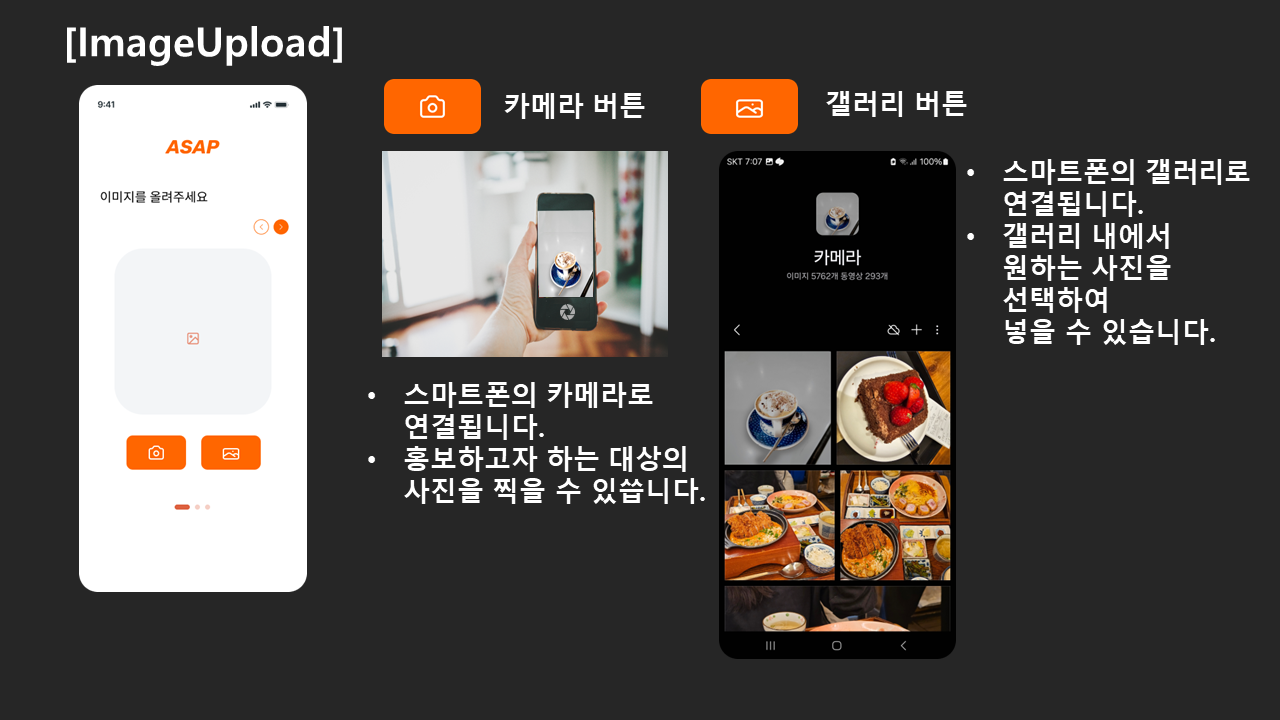 [ImageUpload]
9:41
ASAP
이미지를 올려주세요
카메라 버튼
• 스마트폰의 카메라로
연결됩니다.
• 홍보하고자 하는 대상의
사진을 찍을 수 있씁니다.
갤러리 버튼
SKT 7:07
100%
카메라
이미지 5762개 동영상 293개
• 스마트폰의 갤러리로
연결됩니다.
• 갤러리 내에서
원하는 사진을
선택하여
넣을 수 있습니다.